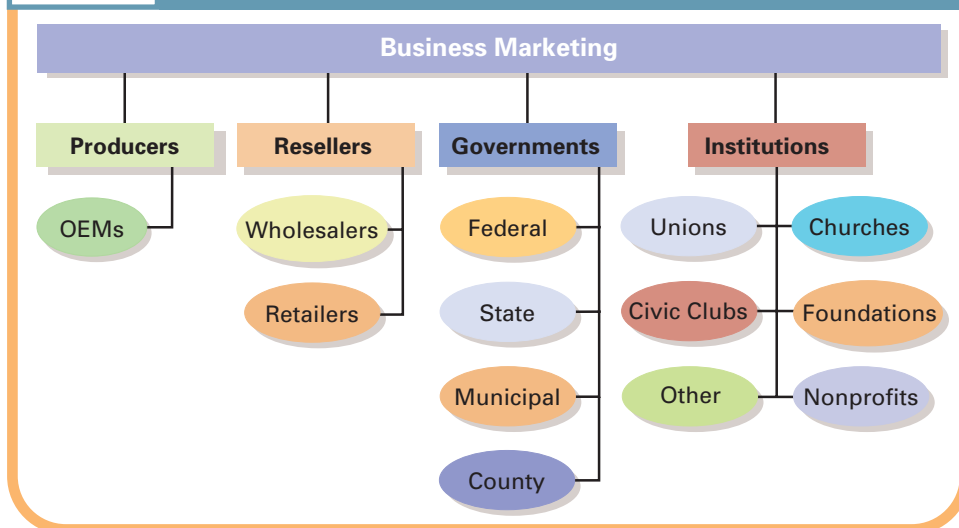 Business Marketing
Producers
Resellers
Governments
Institutions
OEMs
Wholesalers
Retailers
Federal
State
Municipal
County
Unions
Churches
Civic Clubs
Foundations
Other
Nonprofits